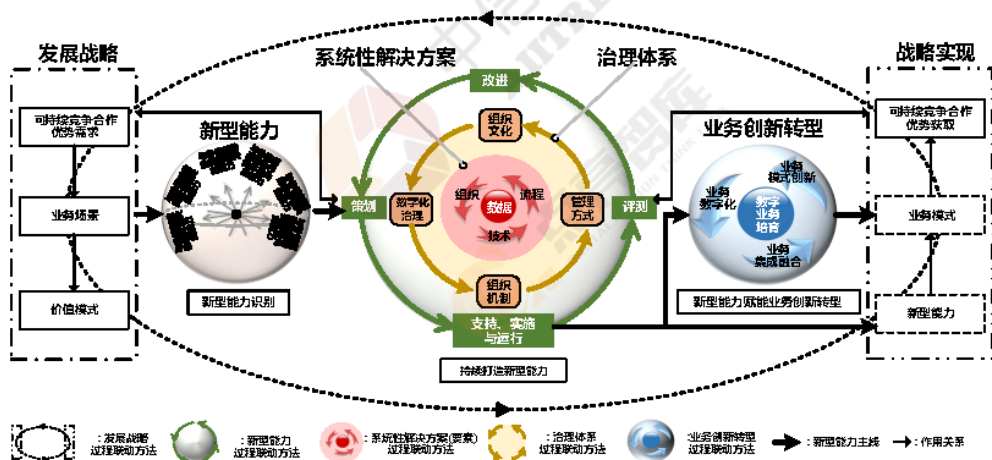 发展战略
系统性解决方案
治理体系
战略实现
改进
可持续竞争合作
优势需求
新型能力
组织
文化
业务创新转型
可持续竞争合作
优势获取
业务
模式创新
业务场景
策划
数字化
治理
组织
流程
数据
技术
管理
方式
评测
业务
数字化
数字
业务
培育
业务模式
业务
集成融合
价值模式
新型能力识别
组织
机制
新型能力赋能业务创新转型
新型能力
支持、实施
与运行
持续打造新型能力
:发展战略
过程联动方法
:新型能力
过程联动方法
:系统性解决方案(要素)
过程联动方法
:治理体系
过程联动方法
:业务创新转型
过程联动方法
:新型能力主线
:作用关系